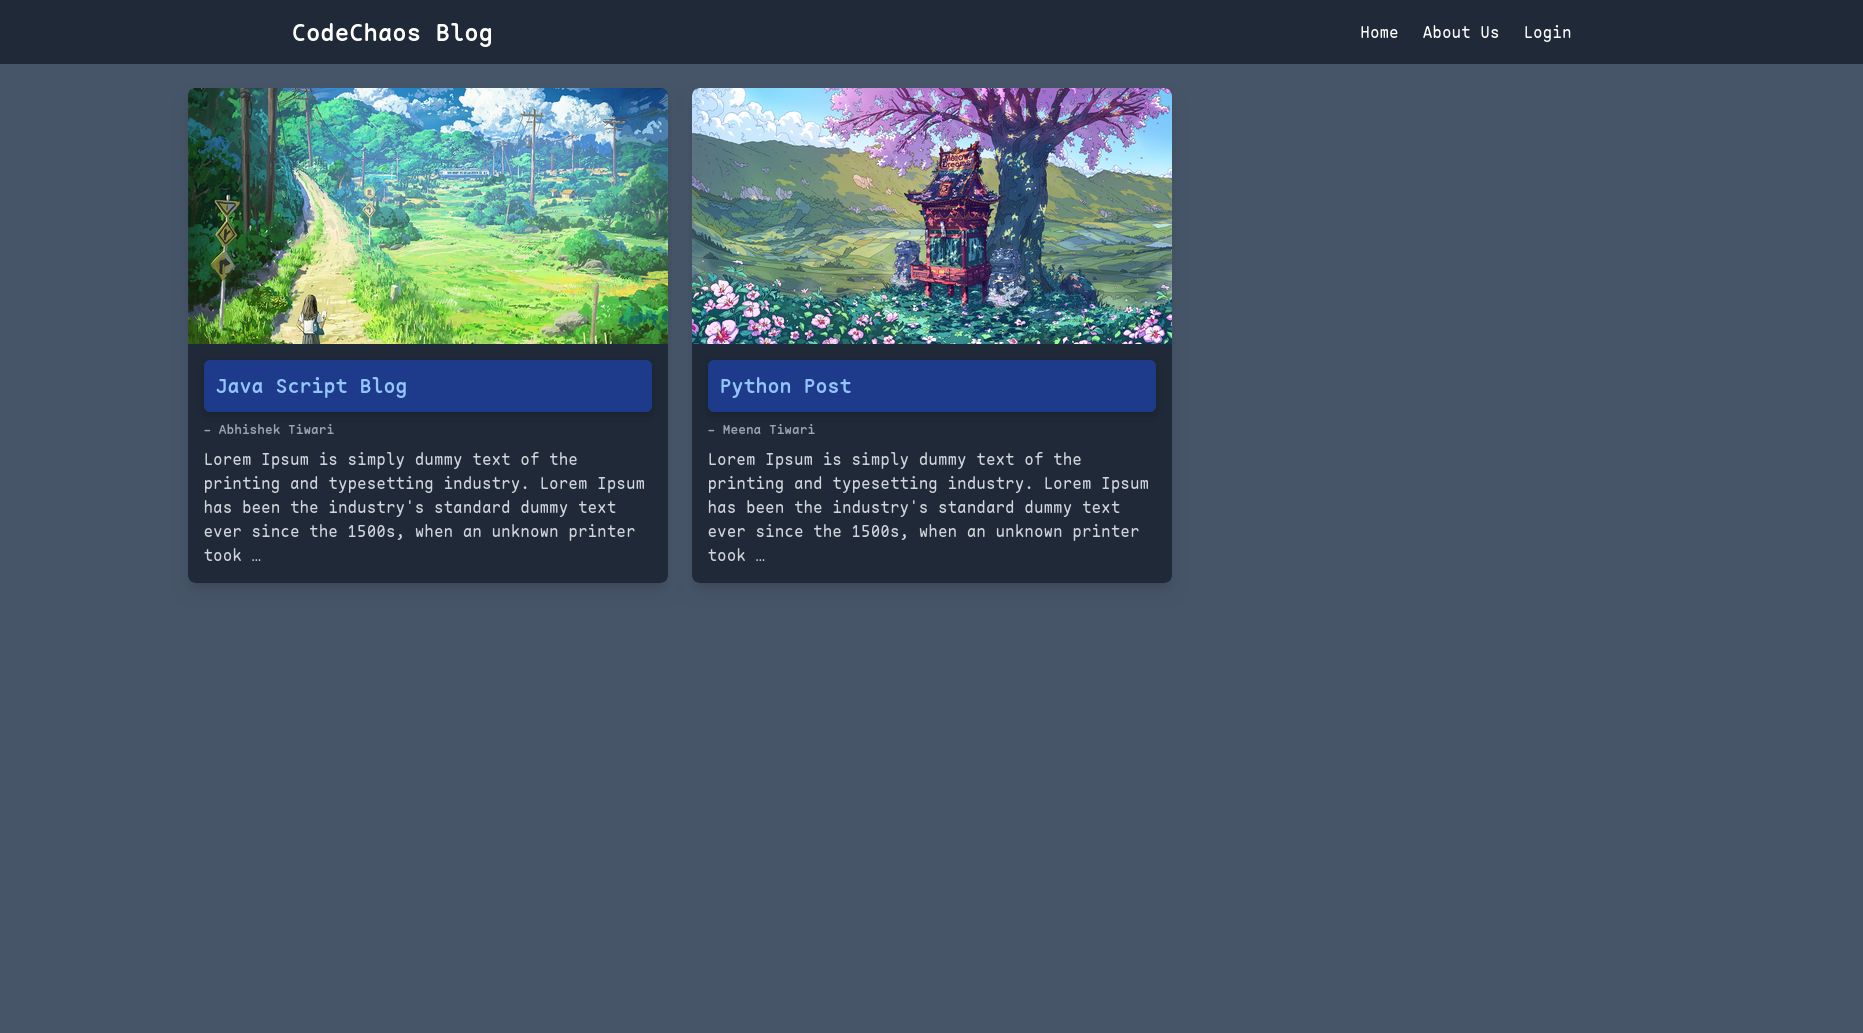 CodeChaos Blog
Home
About Us
Login
Java Script Blog
– Abhishek Tiwari
Lorem Ipsum is simply dummy text of the
printing and typesetting industry. Lorem Ipsum
has been the industry's standard dummy text
ever since the 1500s, when an unknown printer
took …
Python Post
– Meena Tiwari
Lorem Ipsum is simply dummy text of the
printing and typesetting industry. Lorem Ipsum
has been the industry's standard dummy text
ever since the 1500s, when an unknown printer
took …